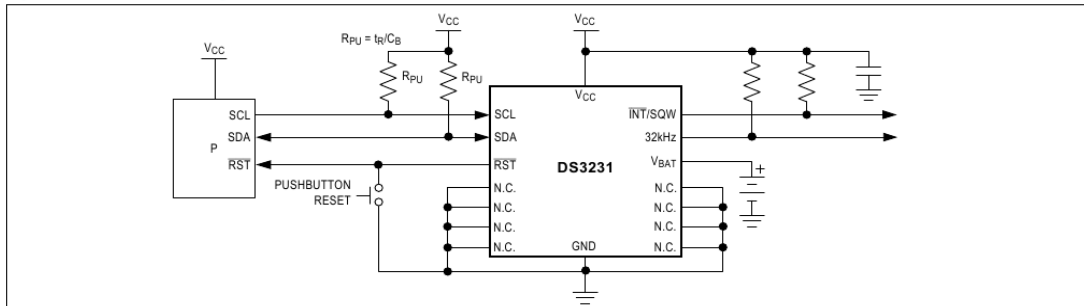 VCC
RPU = tR/CB
VCC
VCC
RPU
RPU
VCC
SCL
SCL
INT/SQW
SDA
SDA
32kHz
P
RST
RST
DS3231
VBAT
+
PUSHBUTTON
RESET
N.C.
N.C.
N.C.
N.C.
N.C.
N.C.
N.C.
N.C.
GND